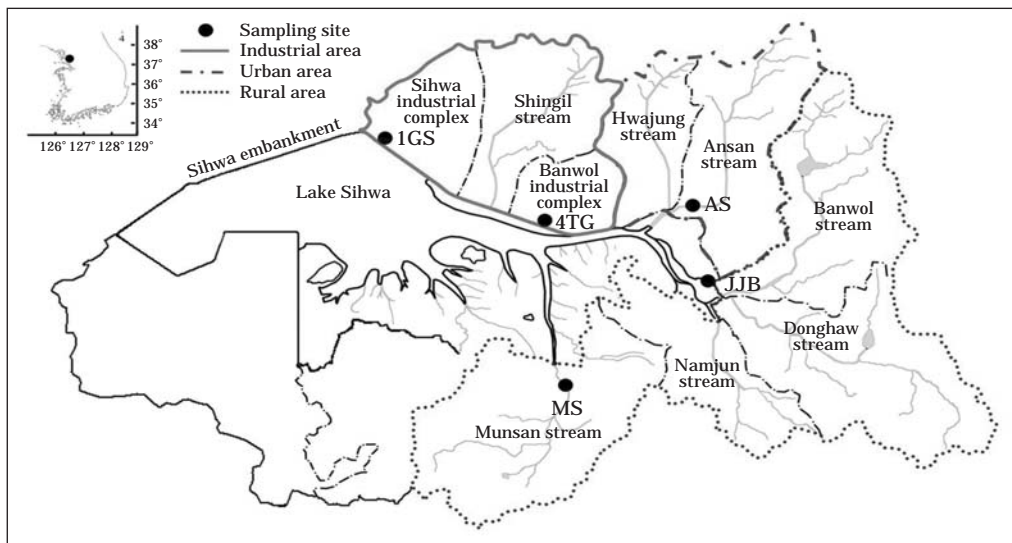 4
38°
37°
36°
35°
34°
126° 127° 128° 129°
Sampling site
Industrial area
Urban area
Rural area
Sihwa embankment
Sihwa
industrial
complex
1GS
Shingil
stream
Hwajung
stream
Ansan
stream
Banwol
industrial
complex
4TG
Lake Sihwa
AS
Banwol
stream
JJB
Donghaw
stream
Namjun
stream
MS
Munsan stream